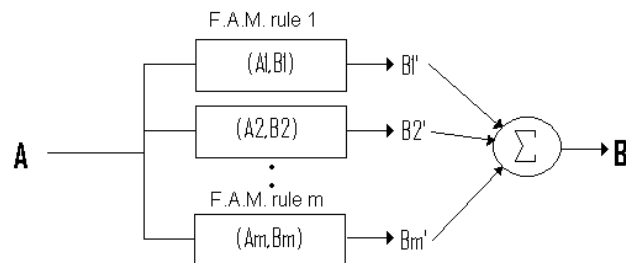 F.A.M. rule 1
(A1,B1)
B1'
(A2,B2)
B2'
A
Σ
B
F.A.M. rule m
(Am,Bm)
Bm'